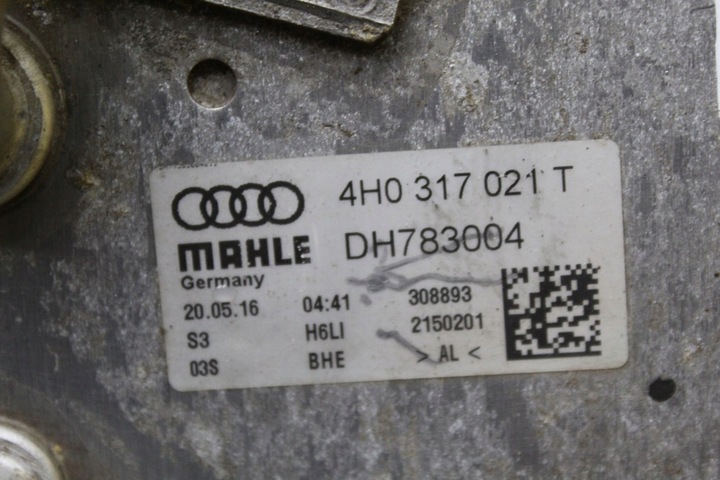 4H0 317 021 T
MAHLE DH783004
Germany
20.05.16 04:41 308893
S3 H6LI 2150201
03S BHE > AL <